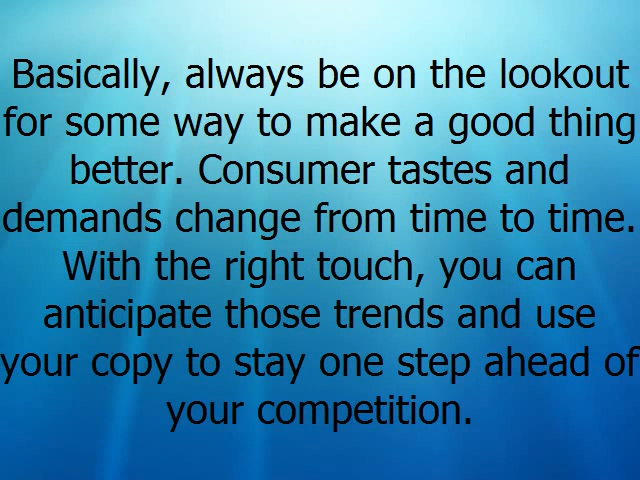 Basically, always be on the lookout
for some way to make a good thing
better. Consumer tastes and
demands change from time to time.
With the right touch, you can
anticipate those trends and use
your copy to stay one step ahead of
your competition.